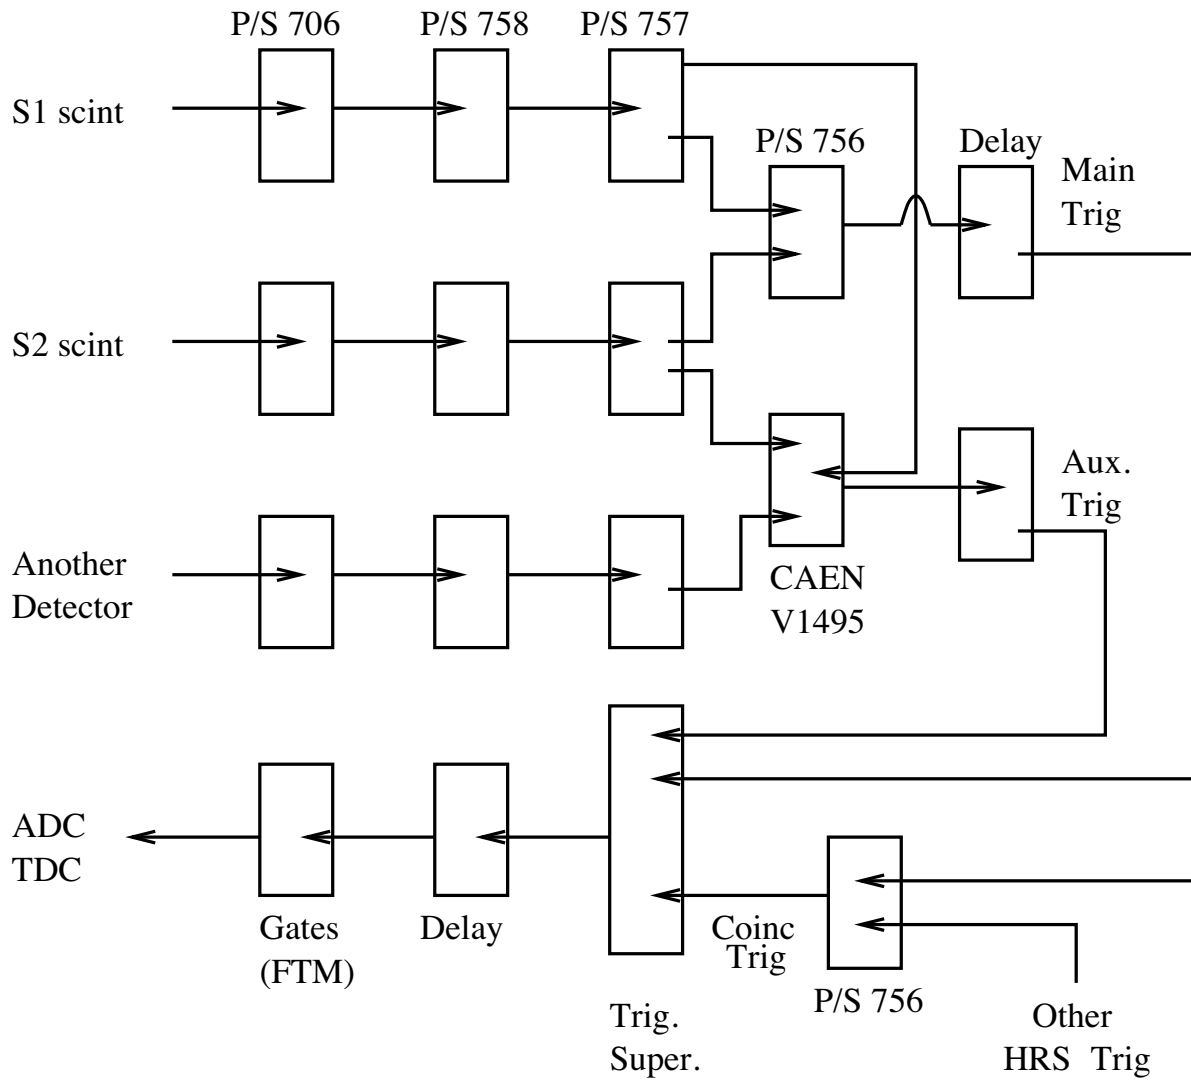 P/S 706
P/S 758
P/S 757
S1 scint
P/S 756
Delay
Main
Trig
S2 scint
Aux.
Trig
Another
Detector
CAEN
V1495
ADC
TDC
Gates
(FTM)
Delay
Coinc
Trig
P/S 756
Trig.
Super.
Other
HRS Trig